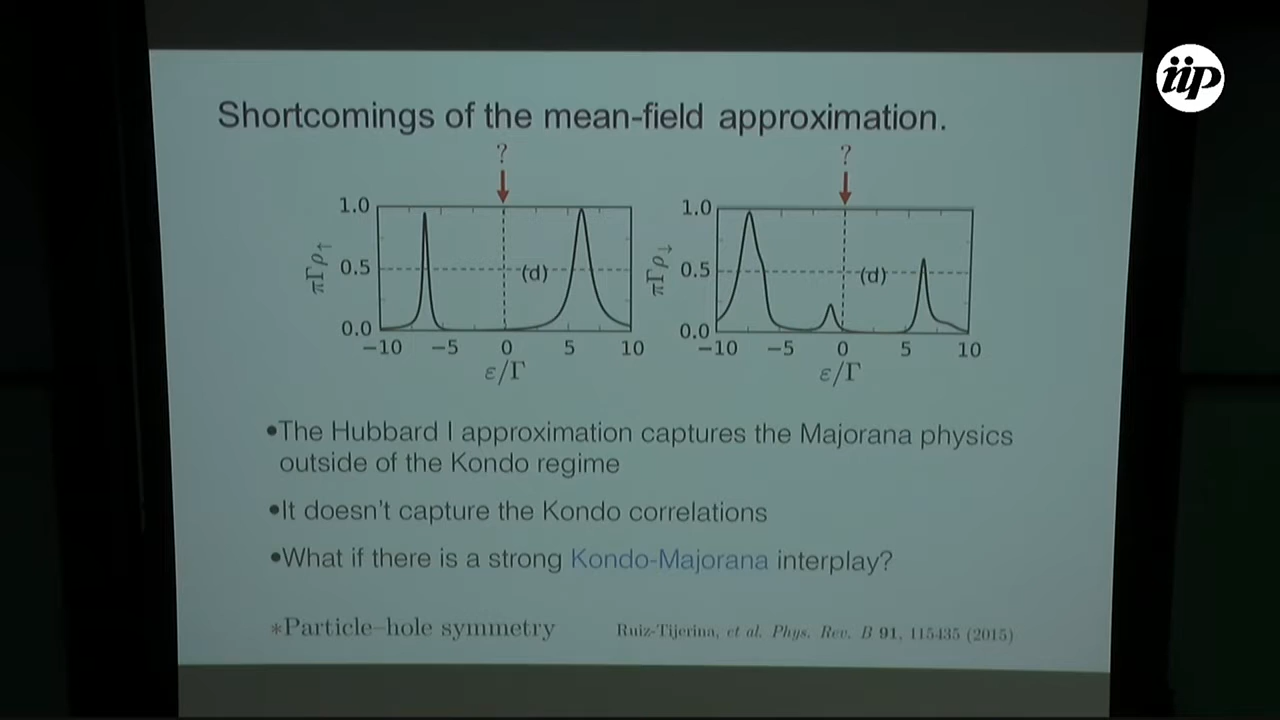 iip
Shortcomings of the mean-field approximation.
?
?
1.0
0.5
0.0
πΓρ↑
(d)
−10 −5 0 5 10
ε/Γ
1.0
0.5
0.0
πΓρ↓
(d)
−10 −5 0 5 10
ε/Γ
•The Hubbard I approximation captures the Majorana physics
outside of the Kondo regime
•It doesn't capture the Kondo correlations
•What if there is a strong Kondo-Majorana interplay?
*Particle–hole symmetry
Ruiz-Tijerina, et al. Phys. Rev. B 91, 115435 (2015)